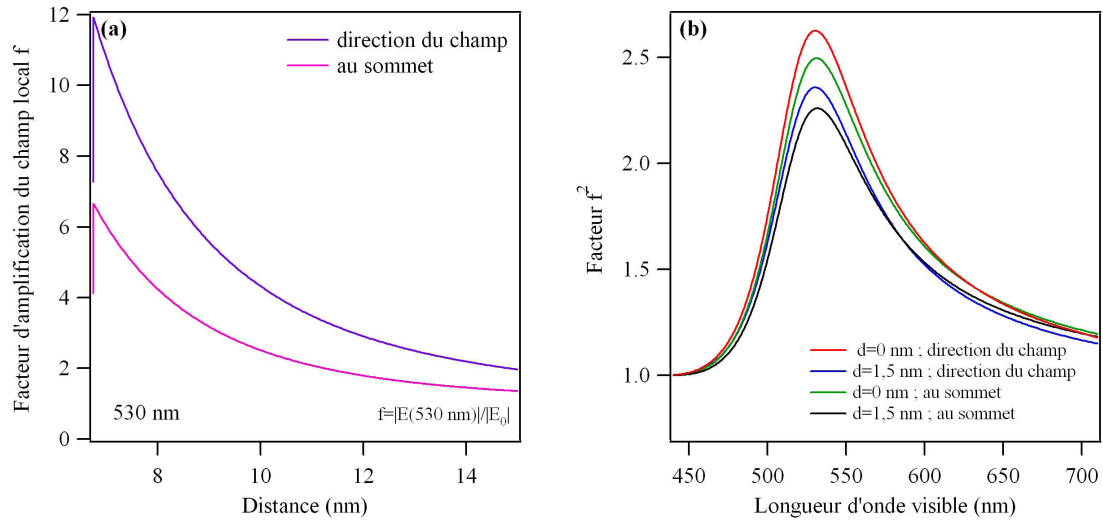 (a)
direction du champ
au sommet
Facteur d'amplification du champ local f
12
10
8
6
4
2
0
530 nm
f=|E(530 nm)|/|E₀|
8
10
12
14
Distance (nm)
(b)
Facteur f²
2.5
2.0
1.5
1.0
d=0 nm ; direction du champ
d=1,5 nm ; direction du champ
d=0 nm ; au sommet
d=1,5 nm ; au sommet
450
500
550
600
650
700
Longueur d'onde visible (nm)